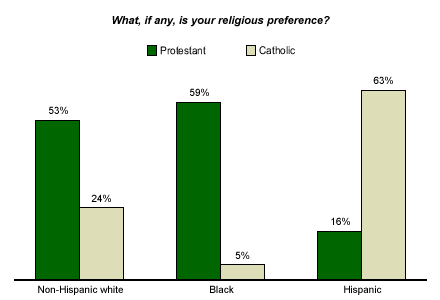 What, if any, is your religious preference?
Protestant Catholic
53%
24%
59%
5%
16%
63%
Non-Hispanic white Black Hispanic